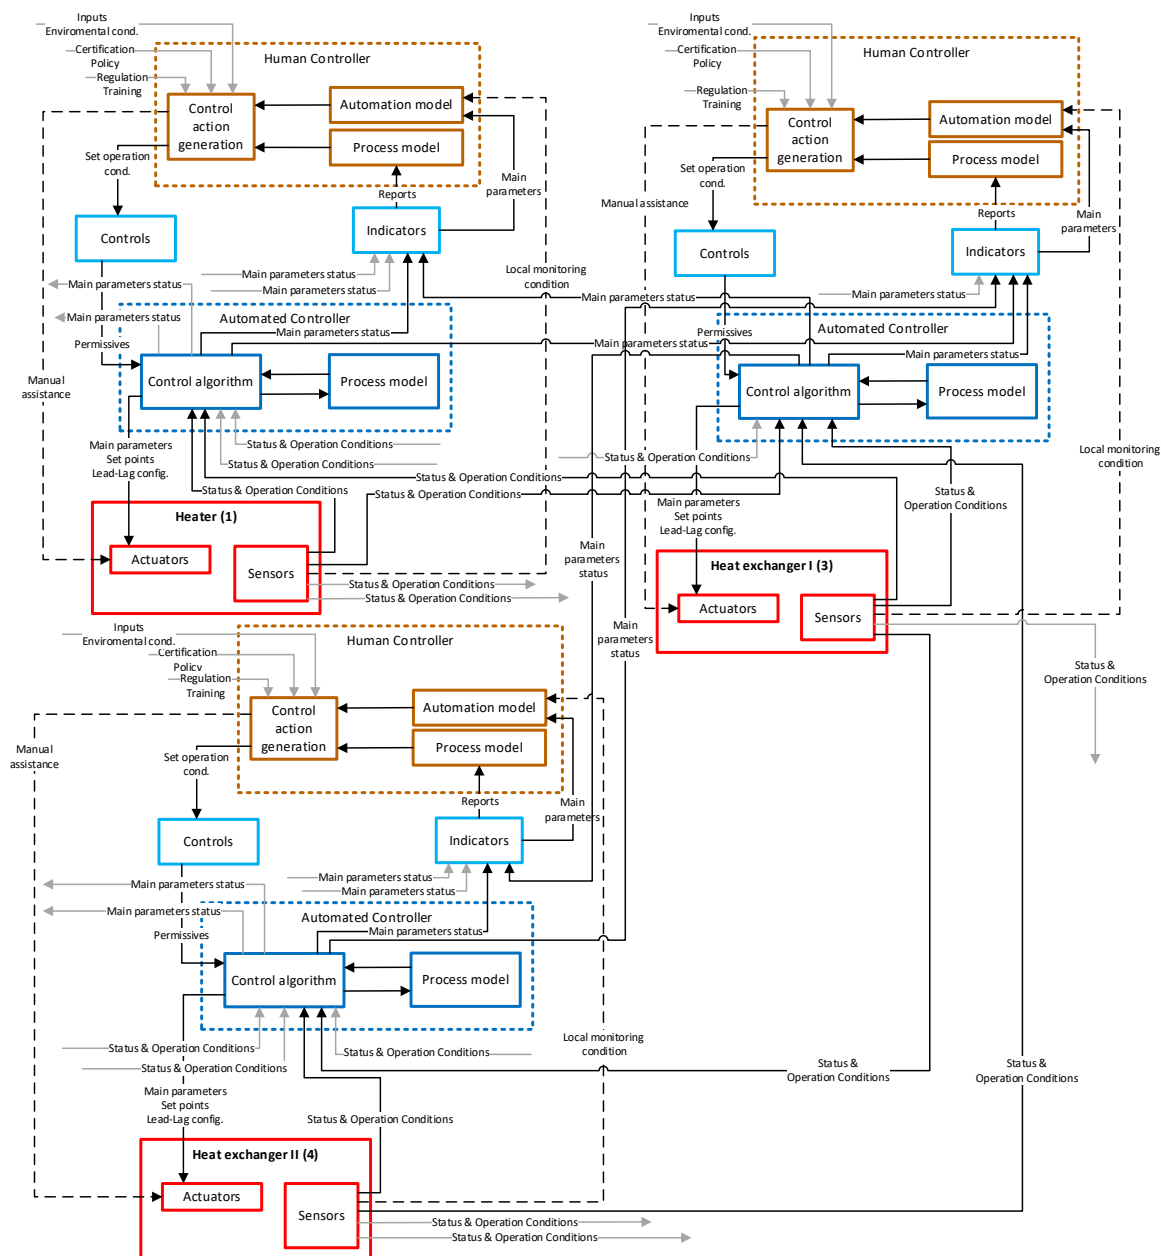 Inputs
Enviromental cond.
Certification
Policy
Regulation
Training
Human Controller
Control
action
generation
Automation model
Process model
Set operation
cond.
Reports
Main
parameters
Controls
Indicators
Main parameters status
Main parameters status
Local monitoring
condition
Main parameters status
Main parameters status
Automated Controller
Main parameters status
Permissives
Control algorithm
Process model
Manual
assistance
Main parameters
Set points
Lead-Lag config.
Status & Operation Conditions
Status & Operation Conditions
Status & Operation Conditions
Status & Operation Conditions
Status & Operation Conditions
Heater (1)
Actuators
Sensors
Status & Operation Conditions
Status & Operation Conditions
Inputs
Enviromental cond.
Certification
Policy
Regulation
Training
Human Controller
Control
action
generation
Automation model
Process model
Set operation
cond.
Manual assistance
Reports
Main
parameters
Controls
Indicators
Main parameters status
Main parameters status
Main parameters status
Automated Controller
Permissives
Main parameters status
Main parameters status
Control algorithm
Process model
Local monitoring
condition
Status & Operation Conditions
Status &
Operation Conditions
Main parameters
Set points
Lead-Lag config.
Main
parameters
status
Main
parameters
status
Heat exchanger I (3)
Actuators
Sensors
Status &
Operation Conditions
Inputs
Enviromental cond.
Certification
Policy
Regulation
Training
Human Controller
Control
action
generation
Automation model
Process model
Manual
assistance
Set operation
cond.
Reports
Main
parameters
Controls
Indicators
Main parameters status
Main parameters status
Main parameters status
Main parameters status
Automated Controller
Main parameters status
Permissives
Control algorithm
Process model
Status & Operation Conditions
Status & Operation Conditions
Status & Operation Conditions
Local monitoring
condition
Status &
Operation Conditions
Status &
Operation Conditions
Main parameters
Set points
Lead-Lag config.
Status & Operation Conditions
Heat exchanger II (4)
Actuators
Sensors
Status & Operation Conditions
Status & Operation Conditions